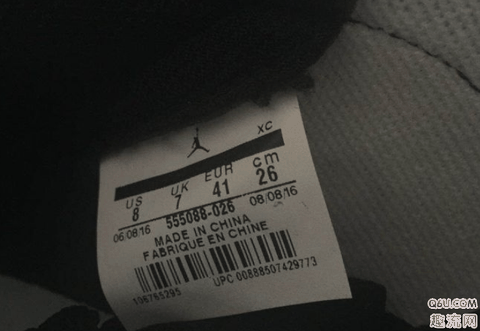 XC
US UK EUR cm
8 7 41 26
06/08/16 555088-026 08/08/16
MADE IN CHINA
FABRIQUE EN CHINE
UPC 00888507429773
Q6U.COM
趣流网